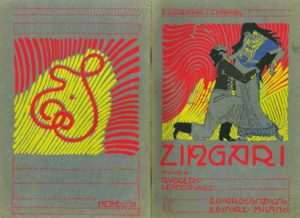 ZINGARI
MUSICA DI
RUGGERO
LEONCAVALLO
EDOARDO SONZOGNO
EDITORE MILANO